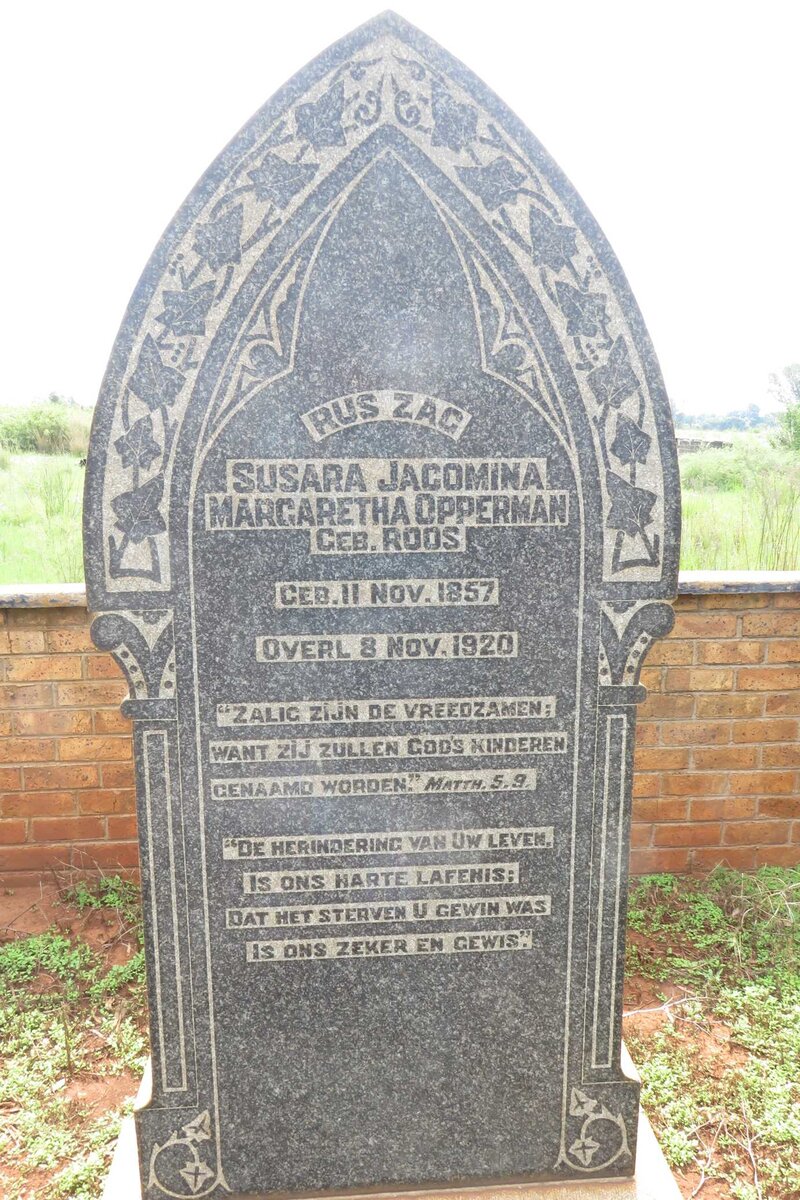 RUS ZAG
SUSARA JACOMINA
MARGARETHA OPPERMAN
GEB. ROOS
GEB. 11 NOV. 1857
OVERL 8 NOV. 1920
"ZALIG ZIJN DE VREEDZAMEN;
WANT ZIJ ZULLEN GOD'S KINDEREN
GENAAMD WORDEN." MATTH. 5.9.
"DE HERINDERING VAN UW LEVEN,
IS ONS HARTE LAFENIS;
DAT HET STERVEN U GEWIN WAS
IS ONS ZEKER EN GEWIS".